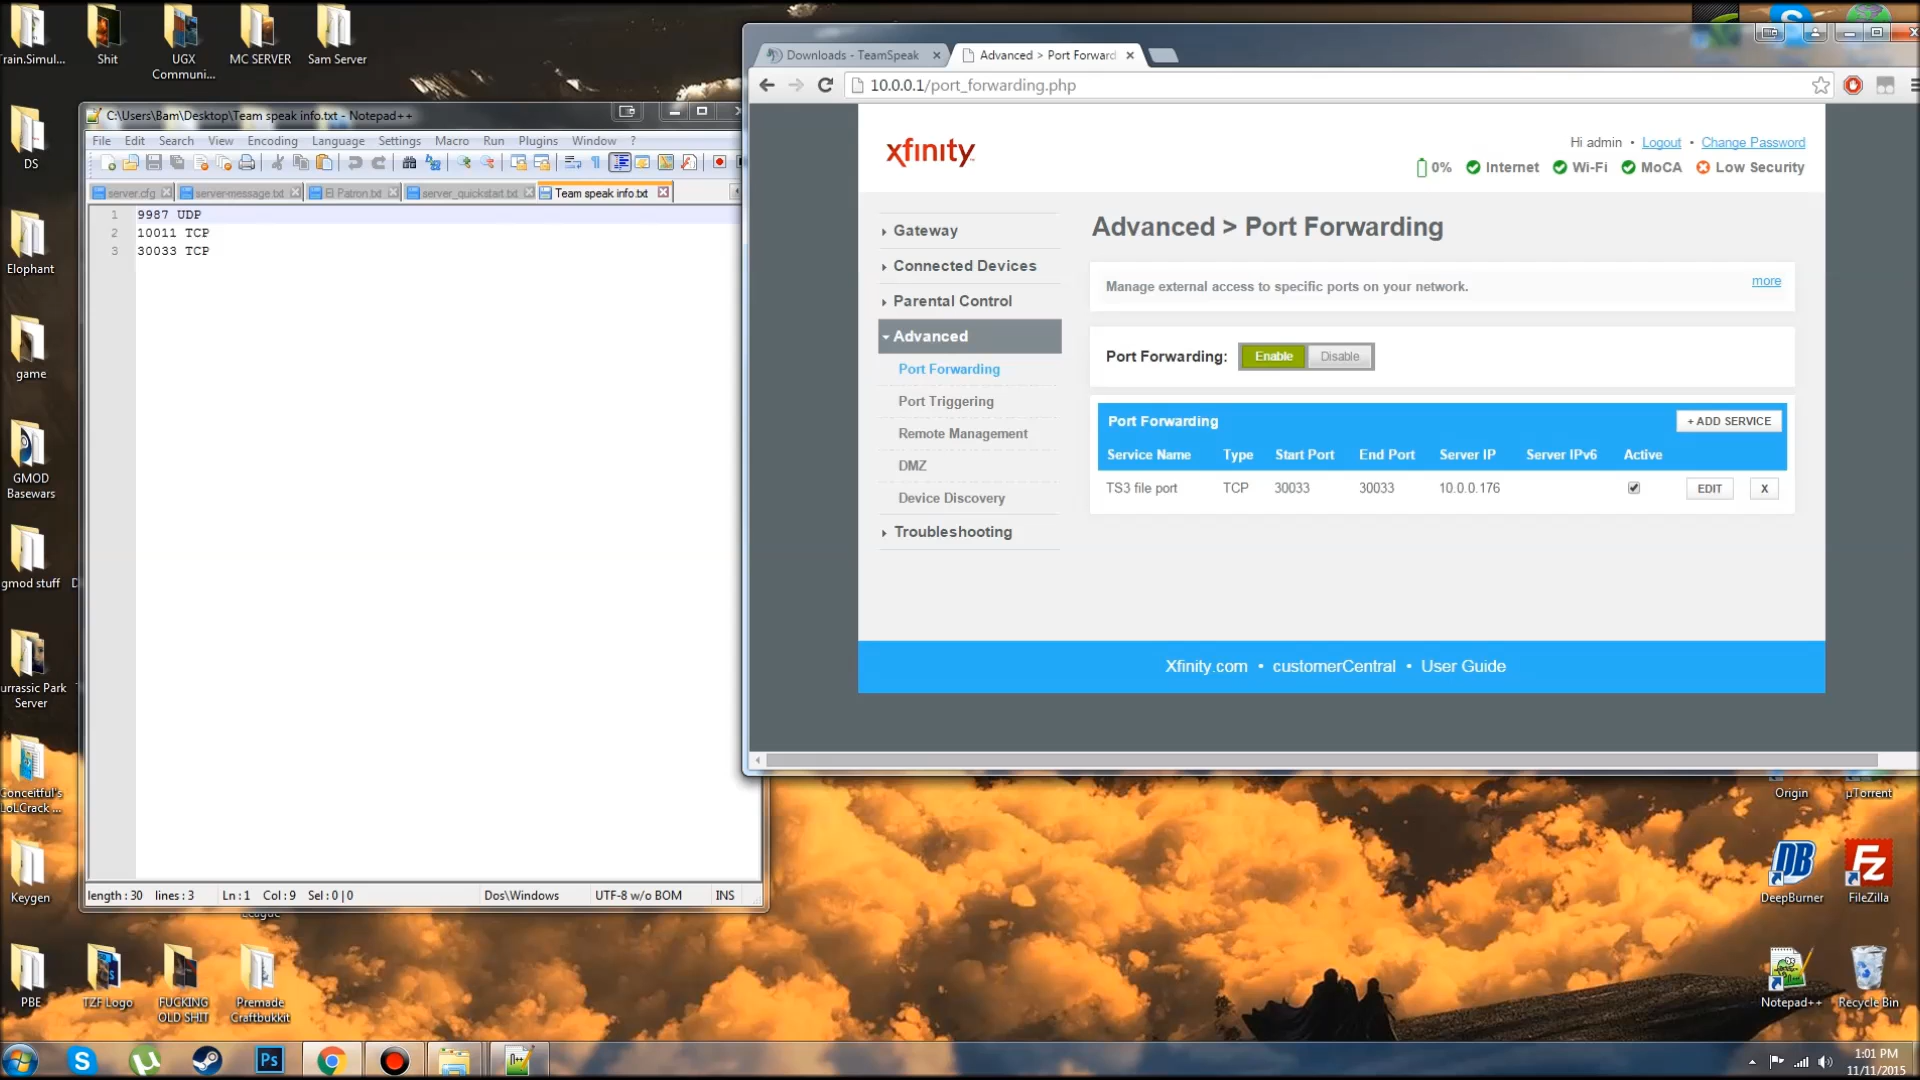 Train.Simul...
Shit
UGX
Communi...
MC SERVER
Sam Server
DS
Elophant
game
GMOD
Basewars
gmod stuff
urrassic Park
Server
Conceitful's
LoLCrack ...
Keygen
PBE
TZF Logo
FUCKING
OLD SHIT
Premade
Craftbukkit
C:\Users\Bam\Desktop\Team speak info.txt - Notepad++
File Edit Search View Encoding Language Settings Macro Run Plugins Window ?
server.cfg server-message.txt El Patron.txt server_quickstart.txt Team speak info.txt
1 9987 UDP
2 10011 TCP
3 30033 TCP
length : 30 lines : 3 Ln : 1 Col : 9 Sel : 0 | 0 Dos\Windows UTF-8 w/o BOM INS
Downloads - TeamSpeak
Advanced > Port Forward
10.0.0.1/port_forwarding.php
xfinity
Hi admin • Logout • Change Password
0% Internet Wi-Fi MoCA Low Security
Gateway
Connected Devices
Parental Control
Advanced
Port Forwarding
Port Triggering
Remote Management
DMZ
Device Discovery
Troubleshooting
Advanced > Port Forwarding
Manage external access to specific ports on your network.
more
Port Forwarding: Enable Disable
Port Forwarding
+ ADD SERVICE
Service Name Type Start Port End Port Server IP Server IPv6 Active
TS3 file port TCP 30033 30033 10.0.0.176 EDIT X
Xfinity.com • customerCentral • User Guide
Origin
µTorrent
DeepBurner
FileZilla
Notepad++
Recycle Bin
Ps
1:01 PM
11/11/2015